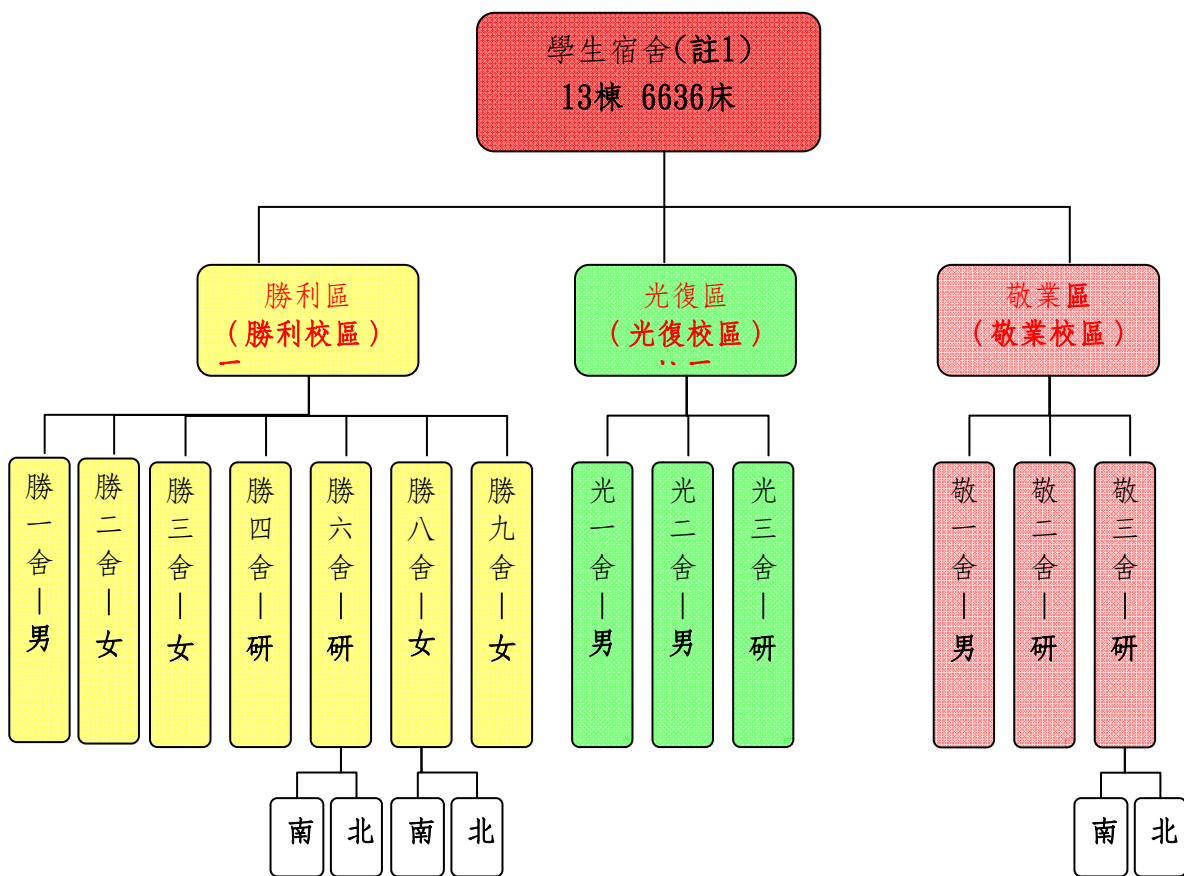 學生宿舍(註1)
13棟 6636床
勝利區
(勝利校區)
光復區
(光復校區)
敬業區
(敬業校區)
勝一舍－男
勝二舍－女
勝三舍－女
勝四舍－研
勝六舍－研
勝八舍－女
勝九舍－女
光一舍－男
光二舍－男
光三舍－研
敬一舍－男
敬二舍－研
敬三舍－研
南
北
南
北
南
北